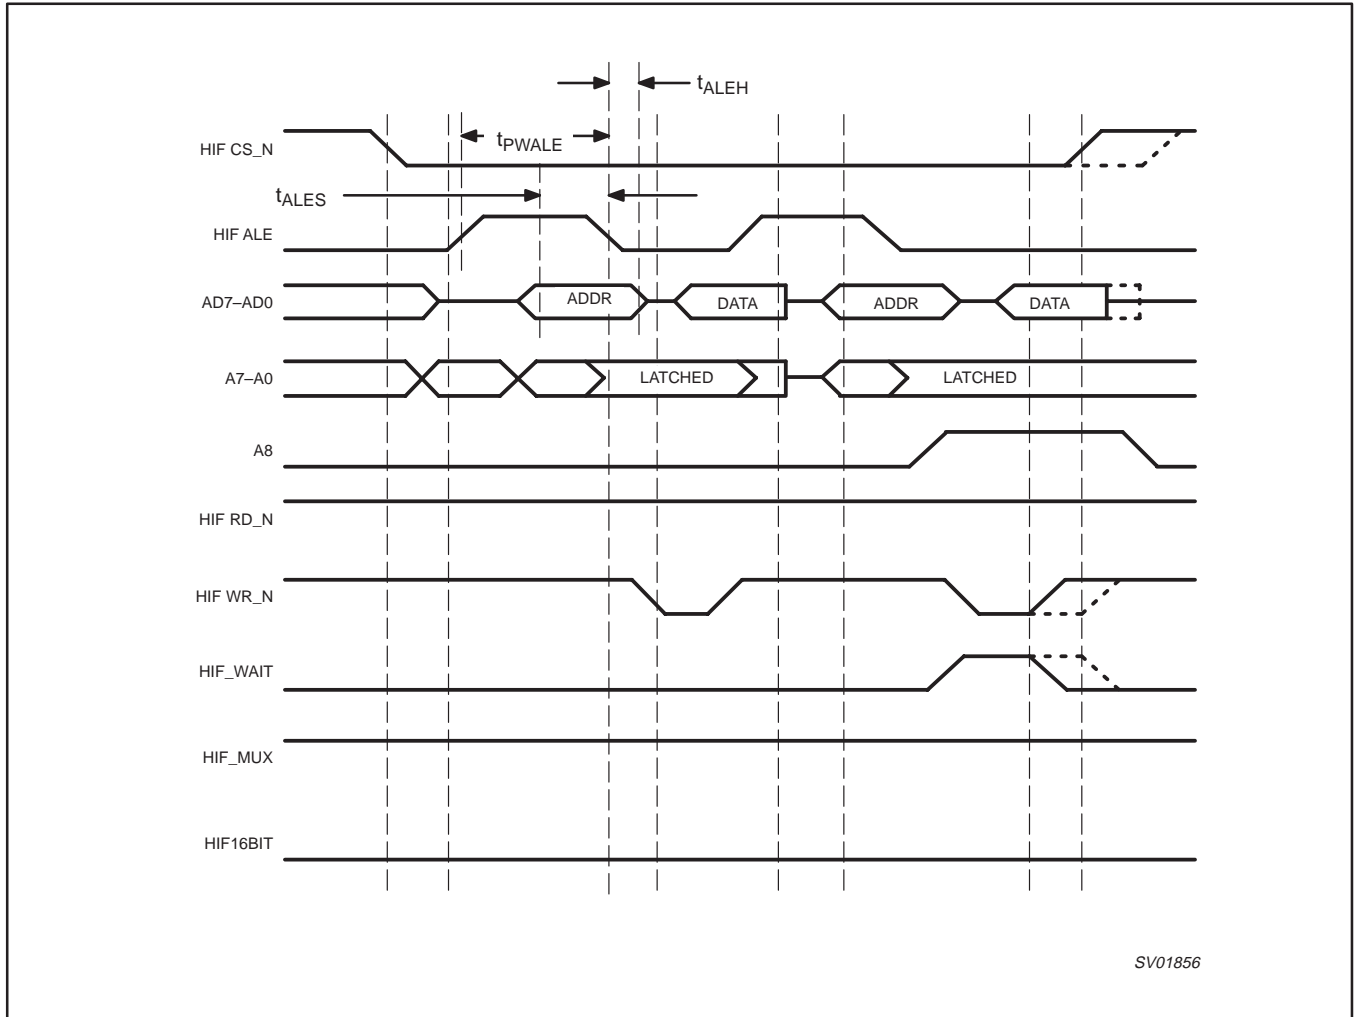 tALEH
HIF CS_N
tPWALE
tALES
HIF ALE
AD7–AD0
ADDR
DATA
ADDR
DATA
A7–A0
LATCHED
LATCHED
A8
HIF RD_N
HIF WR_N
HIF_WAIT
HIF_MUX
HIF16BIT
SV01856